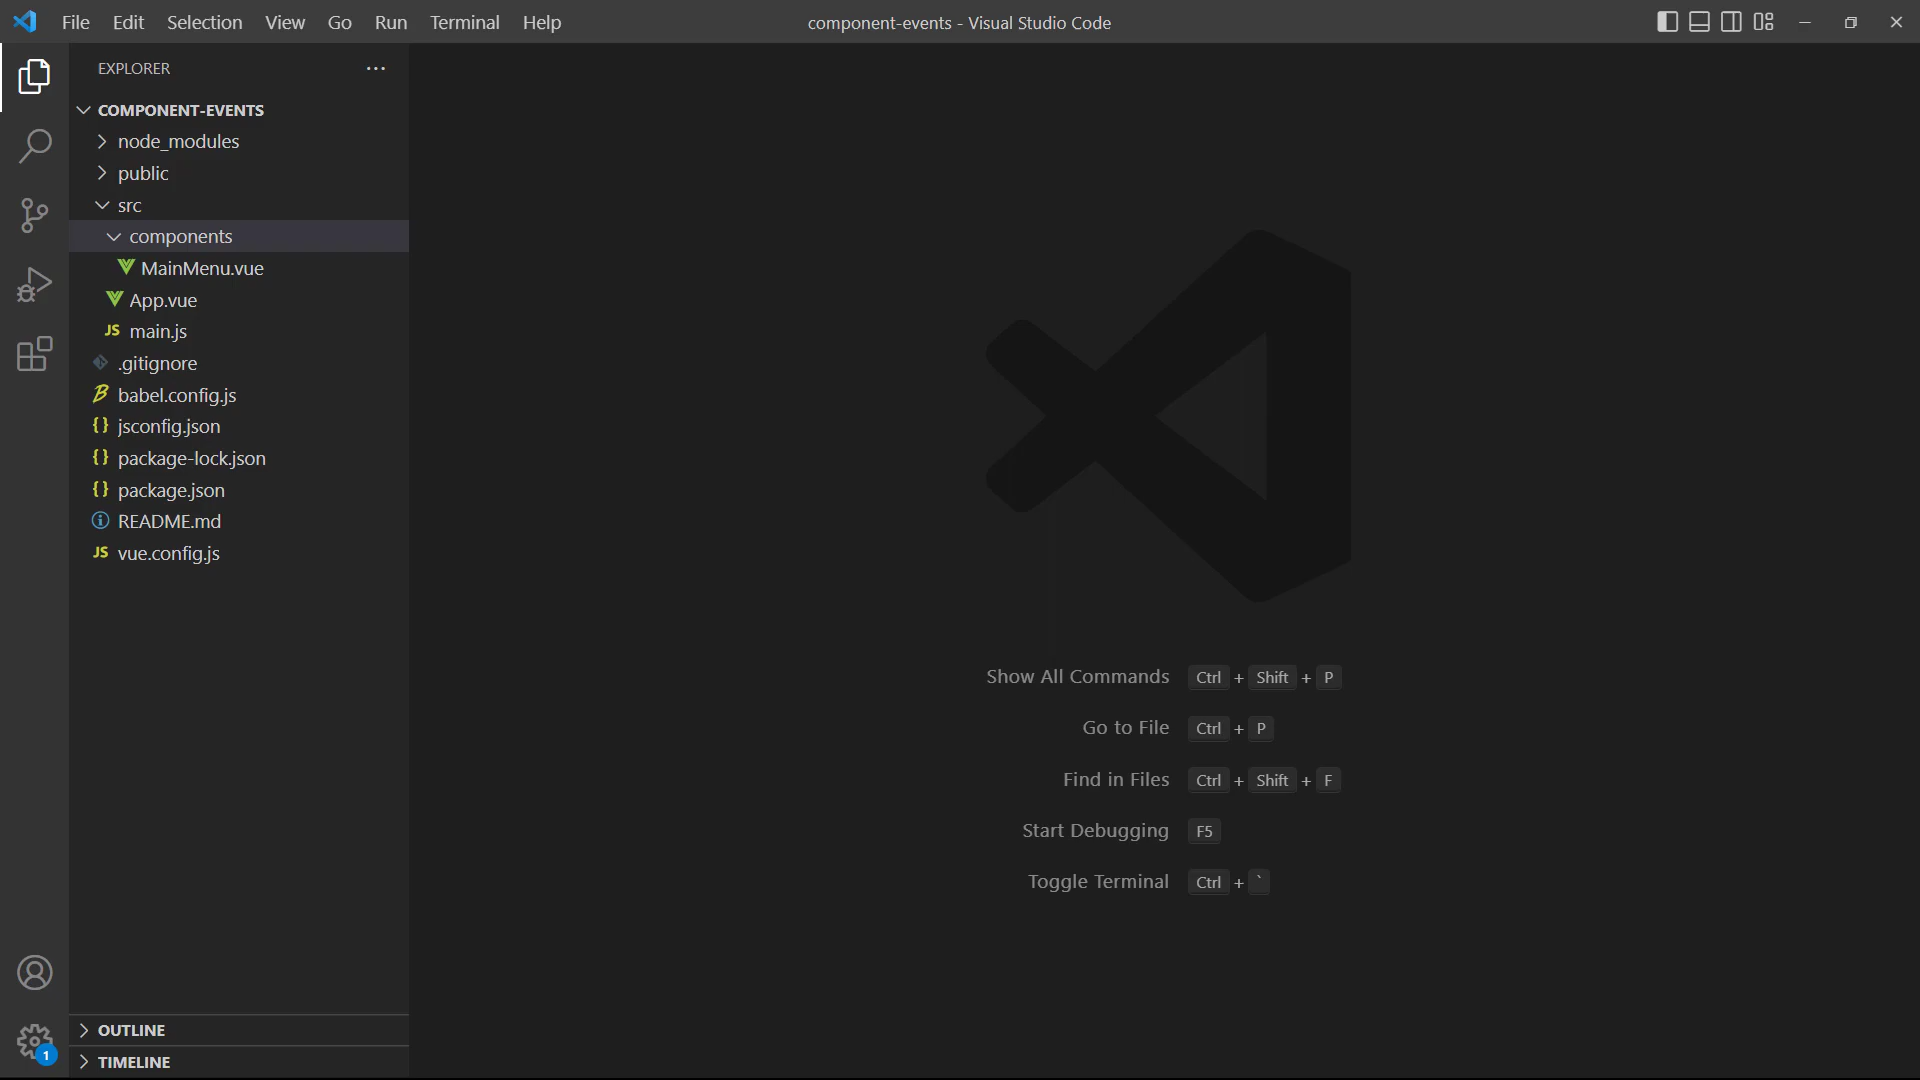 File Edit Selection View Go Run Terminal Help
component-events - Visual Studio Code
EXPLORER
COMPONENT-EVENTS
node_modules
public
src
components
MainMenu.vue
App.vue
JS main.js
.gitignore
babel.config.js
{} jsconfig.json
{} package-lock.json
{} package.json
README.md
JS vue.config.js
Show All Commands Ctrl + Shift + P
Go to File Ctrl + P
Find in Files Ctrl + Shift + F
Start Debugging F5
Toggle Terminal Ctrl + `
1
OUTLINE
TIMELINE